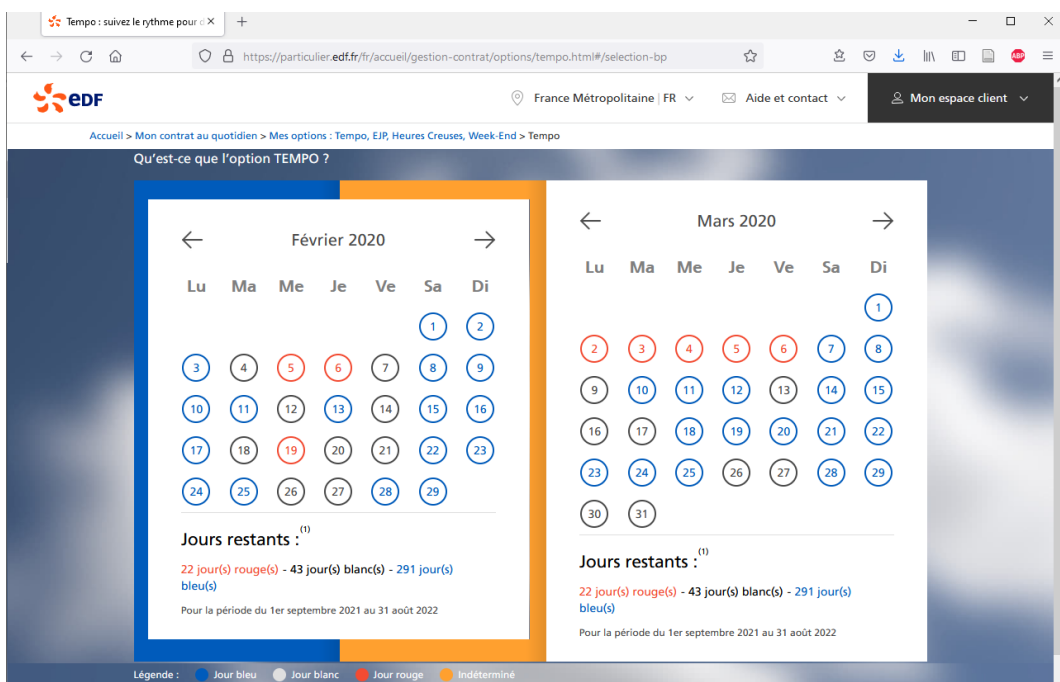 Tempo : suivez le rythme pour d
https://particulier.edf.fr/fr/accueil/gestion-contrat/options/tempo.html#/selection-bp
ABP
edf
France Métropolitaine | FR
Aide et contact
Mon espace client
Accueil > Mon contrat au quotidien > Mes options : Tempo, EJP, Heures Creuses, Week-End > Tempo
Qu'est-ce que l'option TEMPO ?
Février 2020
Lu Ma Me Je Ve Sa Di
1 2
3 4 5 6 7 8 9
10 11 12 13 14 15 16
17 18 19 20 21 22 23
24 25 26 27 28 29
Jours restants : (1)
22 jour(s) rouge(s) - 43 jour(s) blanc(s) - 291 jour(s)
bleu(s)
Pour la période du 1er septembre 2021 au 31 août 2022
Mars 2020
Lu Ma Me Je Ve Sa Di
1
2 3 4 5 6 7 8
9 10 11 12 13 14 15
16 17 18 19 20 21 22
23 24 25 26 27 28 29
30 31
Jours restants : (1)
22 jour(s) rouge(s) - 43 jour(s) blanc(s) - 291 jour(s)
bleu(s)
Pour la période du 1er septembre 2021 au 31 août 2022
Légende : Jour bleu Jour blanc Jour rouge Indéterminé